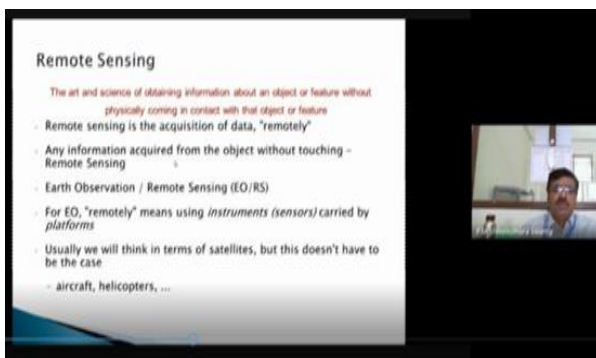 Remote Sensing
The art and science of obtaining information about an object or feature without
physically coming in contact with that object or feature
Remote sensing is the acquisition of data, "remotely"
Any information acquired from the object without touching –
Remote Sensing
Earth Observation / Remote Sensing (EO/RS)
For EO, "remotely" means using instruments (sensors) carried by
platforms
Usually we will think in terms of satellites, but this doesn't have to
be the case
– aircraft, helicopters, ...